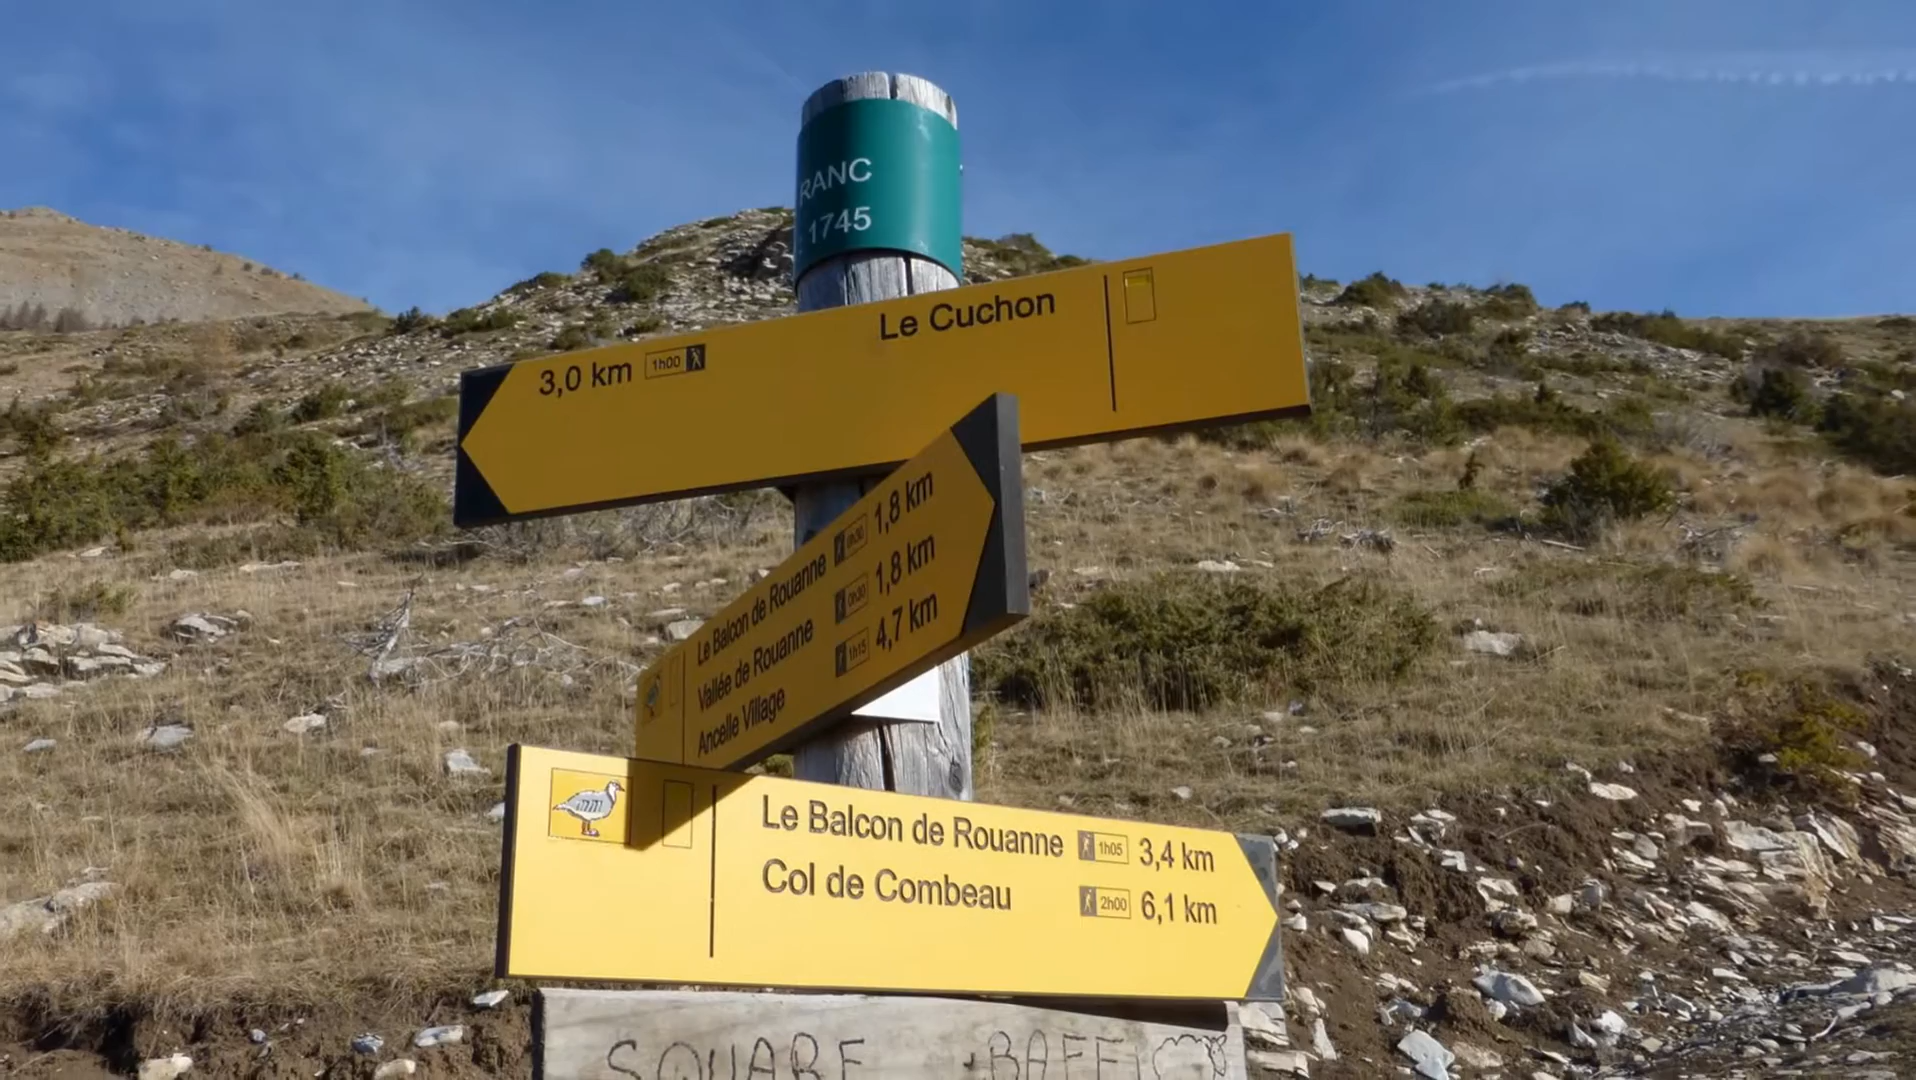 RANC
1745
Le Cuchon
3,0 km 1h00
Le Balcon de Rouanne 0h30 1,8 km
Vallée de Rouanne 0h30 1,8 km
Ancelle Village 1h15 4,7 km
Le Balcon de Rouanne 1h05 3,4 km
Col de Combeau 2h00 6,1 km
SQUARE